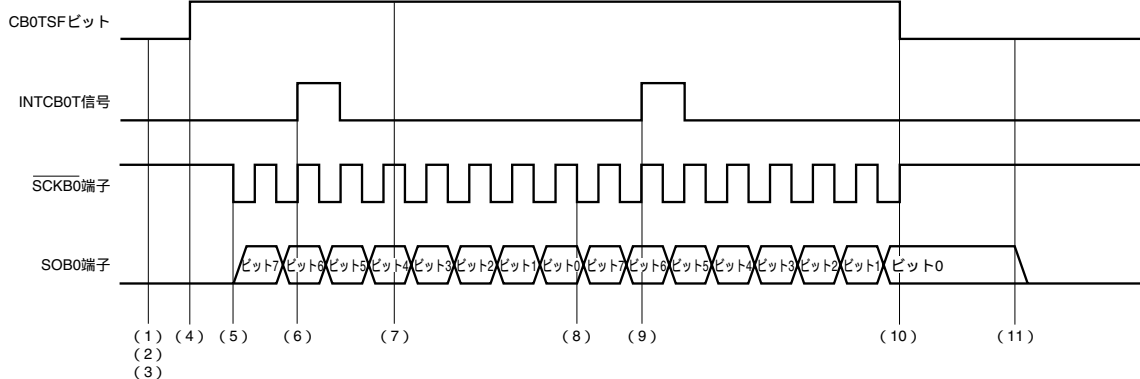 CB0TSFビット
INTCB0T信号
SCKB0端子
SOB0端子
ビット7 ビット6 ビット5 ビット4 ビット3 ビット2 ビット1 ビット0 ビット7 ビット6 ビット5 ビット4 ビット3 ビット2 ビット1 ビット0
(1) (4) (5) (6) (7) (8) (9) (10) (11)
(2)
(3)